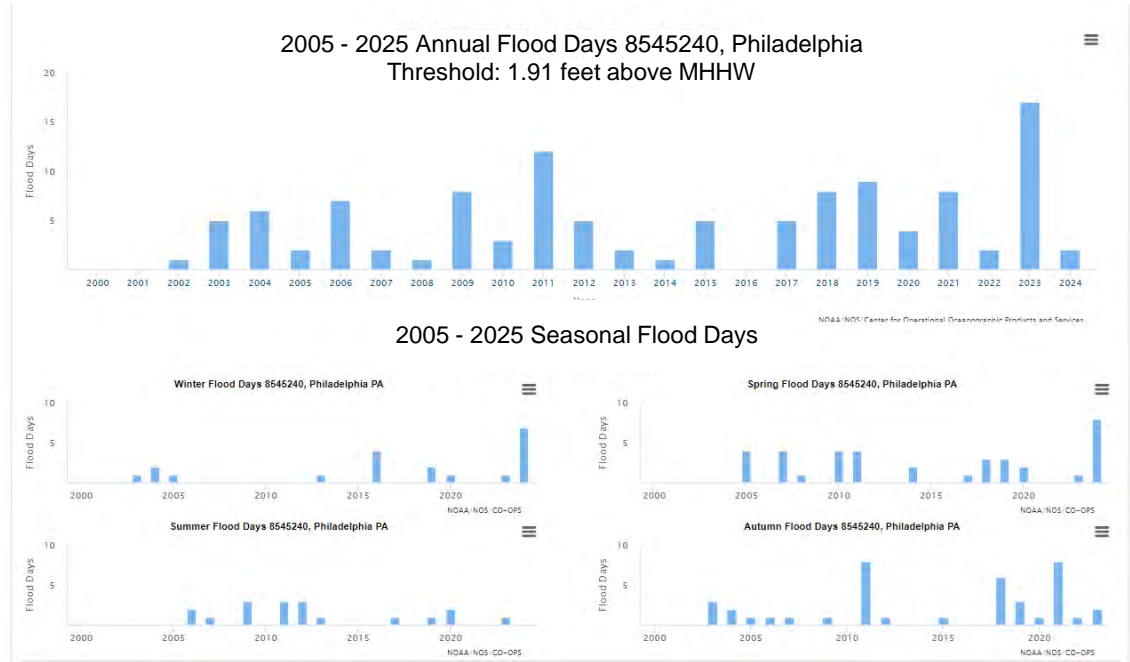 2005 - 2025 Annual Flood Days 8545240, Philadelphia
Threshold: 1.91 feet above MHHW
20
15
10
5
Flood Days
2000 2001 2002 2003 2004 2005 2006 2007 2008 2009 2010 2011 2012 2013 2014 2015 2016 2017 2018 2019 2020 2021 2022 2023 2024
NOAA/NOS/Center for Operational Oceanographic Products and Services
2005 - 2025 Seasonal Flood Days
Winter Flood Days 8545240, Philadelphia PA
10
5
Flood Days
2000 2005 2010 2015 2020
NOAA/NOS/CO-OPS
Spring Flood Days 8545240, Philadelphia PA
10
5
Flood Days
2000 2005 2010 2015 2020
NOAA/NOS/CO-OPS
Summer Flood Days 8545240, Philadelphia PA
10
5
Flood Days
2000 2005 2010 2015 2020
NOAA/NOS/CO-OPS
Autumn Flood Days 8545240, Philadelphia PA
10
5
Flood Days
2000 2005 2011 2015 2020
NOAA/NOS/CO-OPS